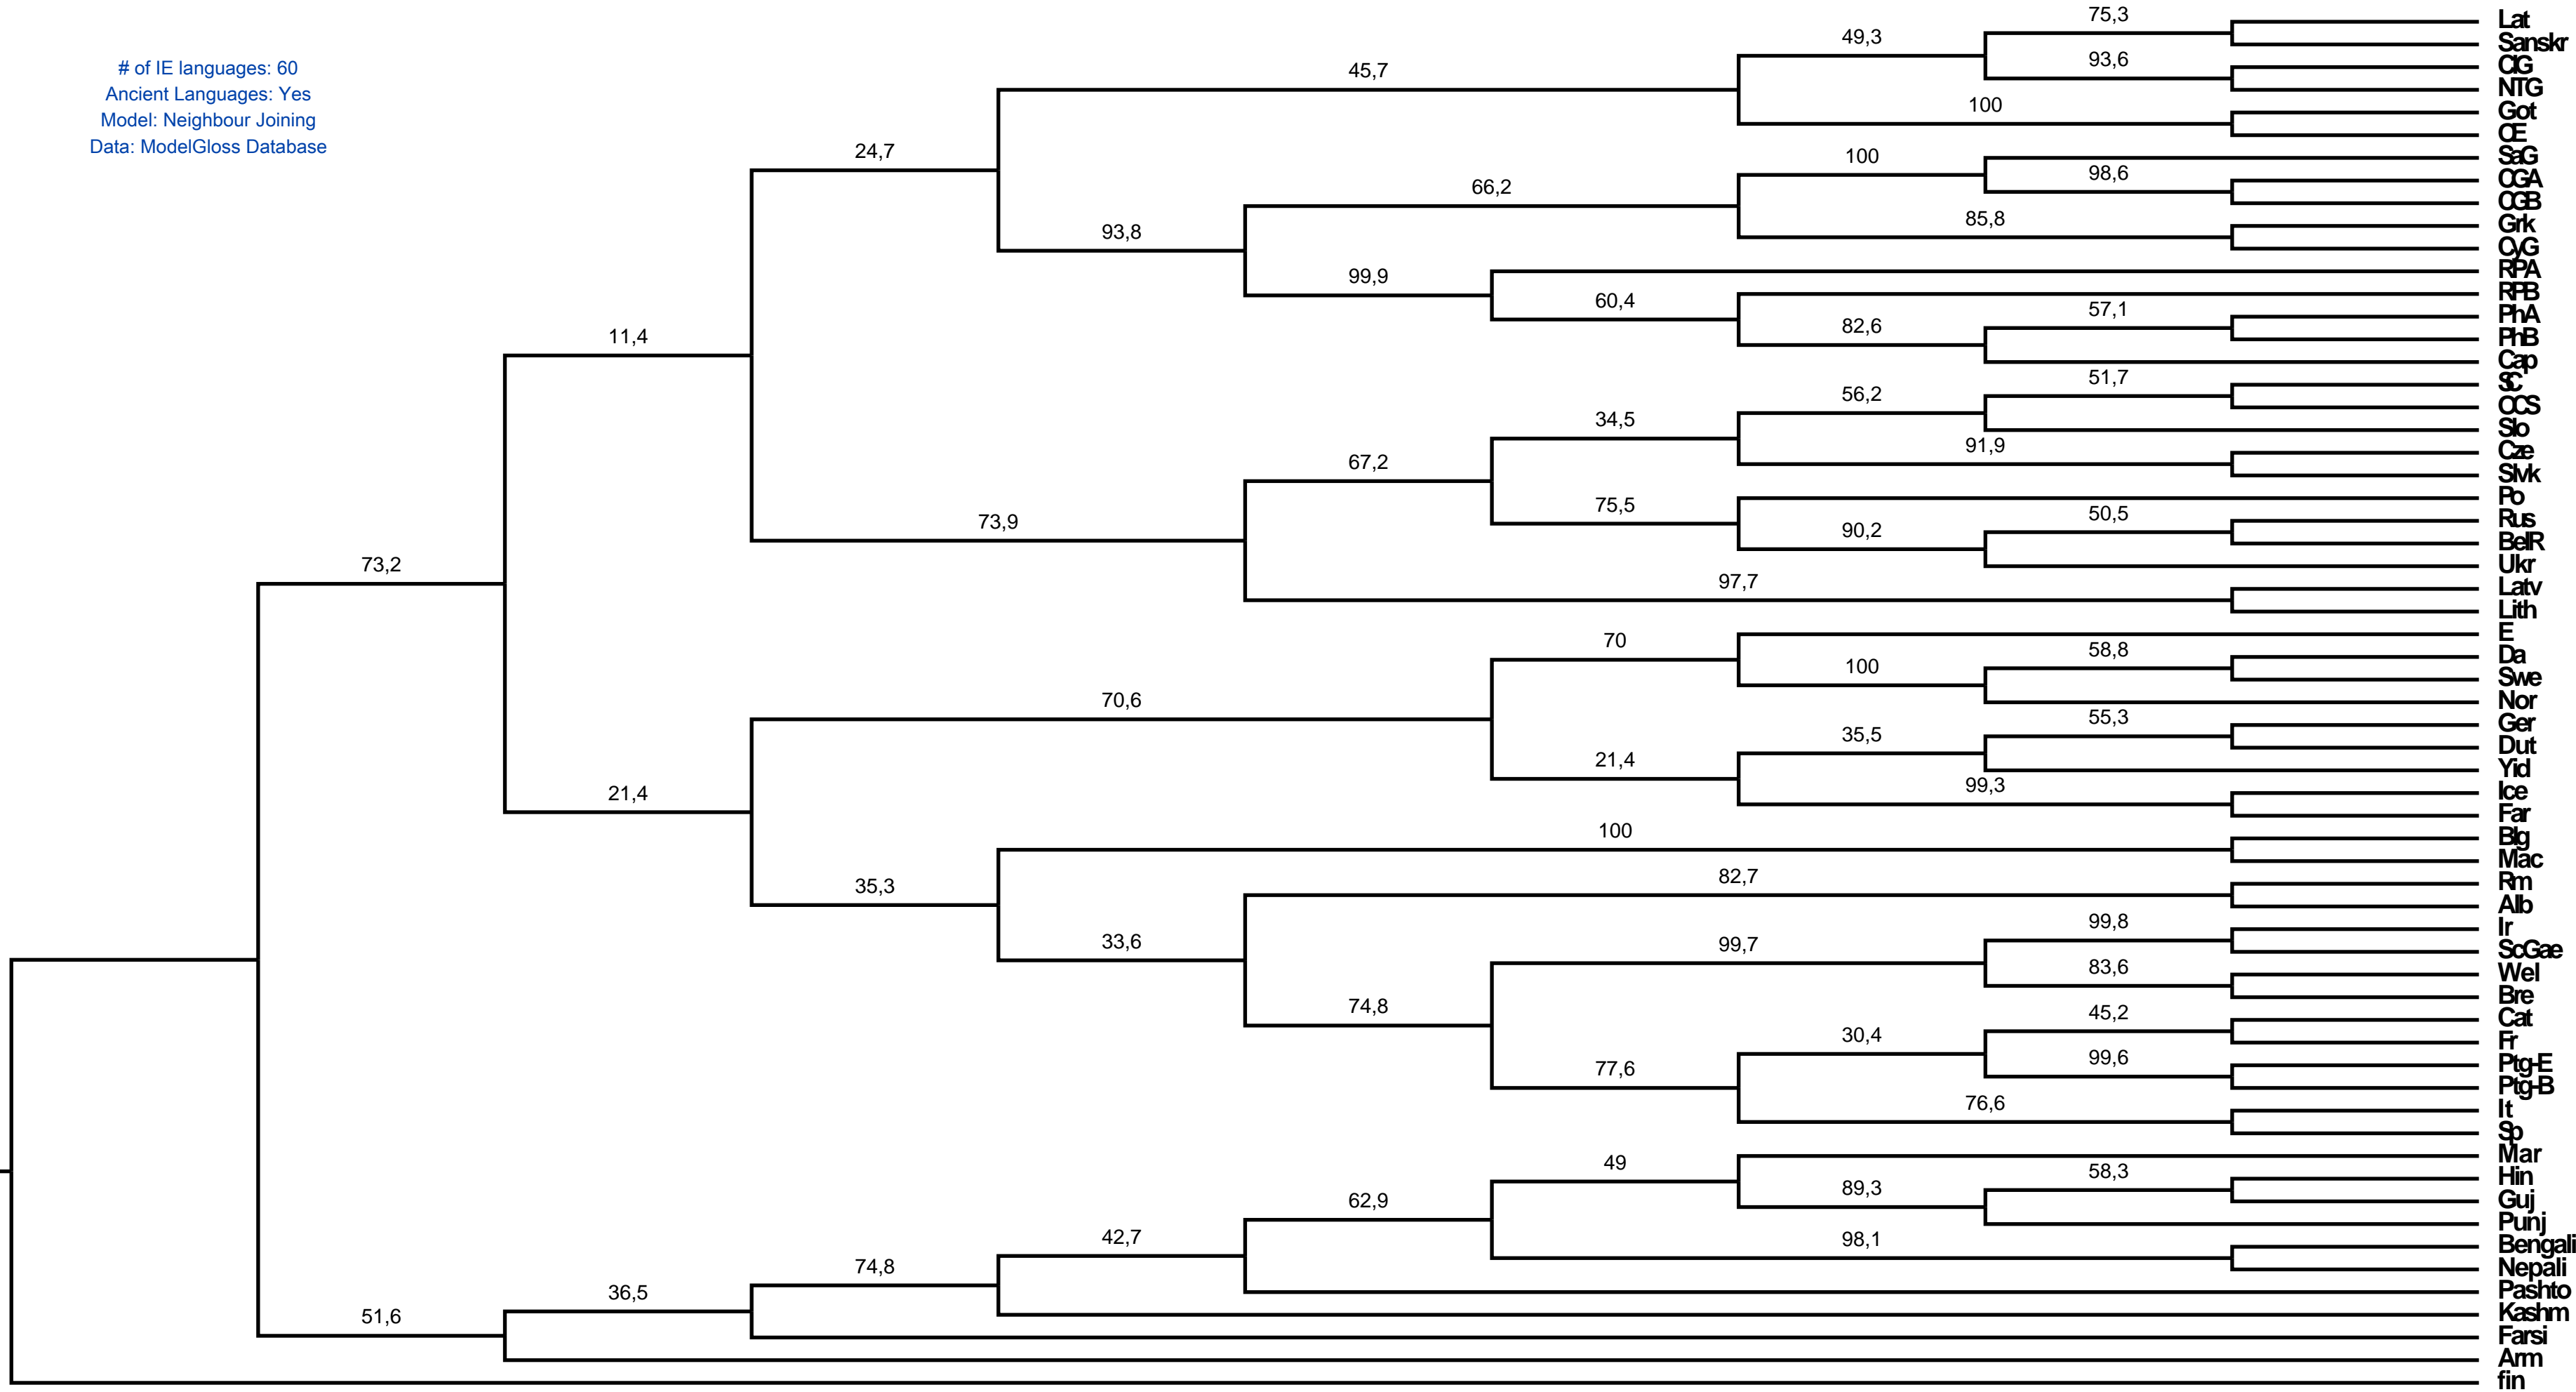 # of IE languages: 60
Ancient Languages: Yes
Model: Neighbour Joining
Data: ModelGloss Database
75,3
49,3
93,6
45,7
100
24,7
100
98,6
66,2
85,8
93,8
99,9
60,4
57,1
82,6
11,4
51,7
56,2
34,5
91,9
67,2
75,5
50,5
90,2
73,9
97,7
73,2
70
58,8
100
70,6
55,3
35,5
21,4
99,3
21,4
100
82,7
35,3
99,8
99,7
33,6
83,6
74,8
45,2
30,4
99,6
77,6
76,6
49
58,3
89,3
62,9
98,1
42,7
74,8
36,5
51,6
Lat
Sanskr
ClG
NTG
Got
OE
SaG
CGA
CGB
Grk
CyG
RPA
RPB
PhA
PhB
Cap
SC
OCS
Slo
Cze
Slvk
Po
Rus
BelR
Ukr
Latv
Lith
E
Da
Swe
Nor
Ger
Dut
Yid
Ice
Far
Blg
Mac
Rm
Alb
Ir
ScGae
Wel
Bre
Cat
Fr
Ptg-E
Ptg-B
It
Sp
Mar
Hin
Guj
Punj
Bengali
Nepali
Pashto
Kashm
Farsi
Arm
fin